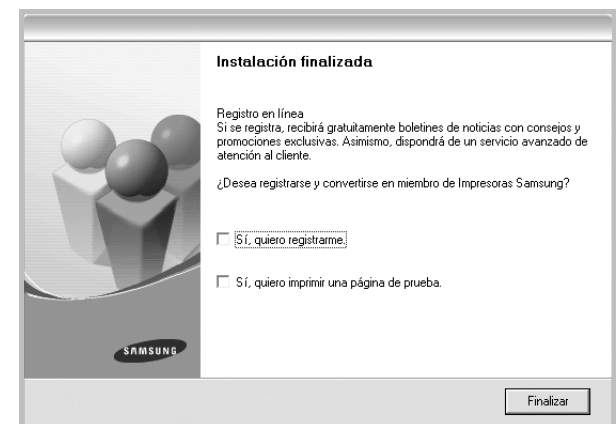 Instalación finalizada
Registro en línea
Si se registra, recibirá gratuitamente boletines de noticias con consejos y
promociones exclusivas. Asimismo, dispondrá de un servicio avanzado de
atención al cliente.
¿Desea registrarse y convertirse en miembro de Impresoras Samsung?
Sí, quiero registrarme.
Sí, quiero imprimir una página de prueba.
SAMSUNG
Finalizar